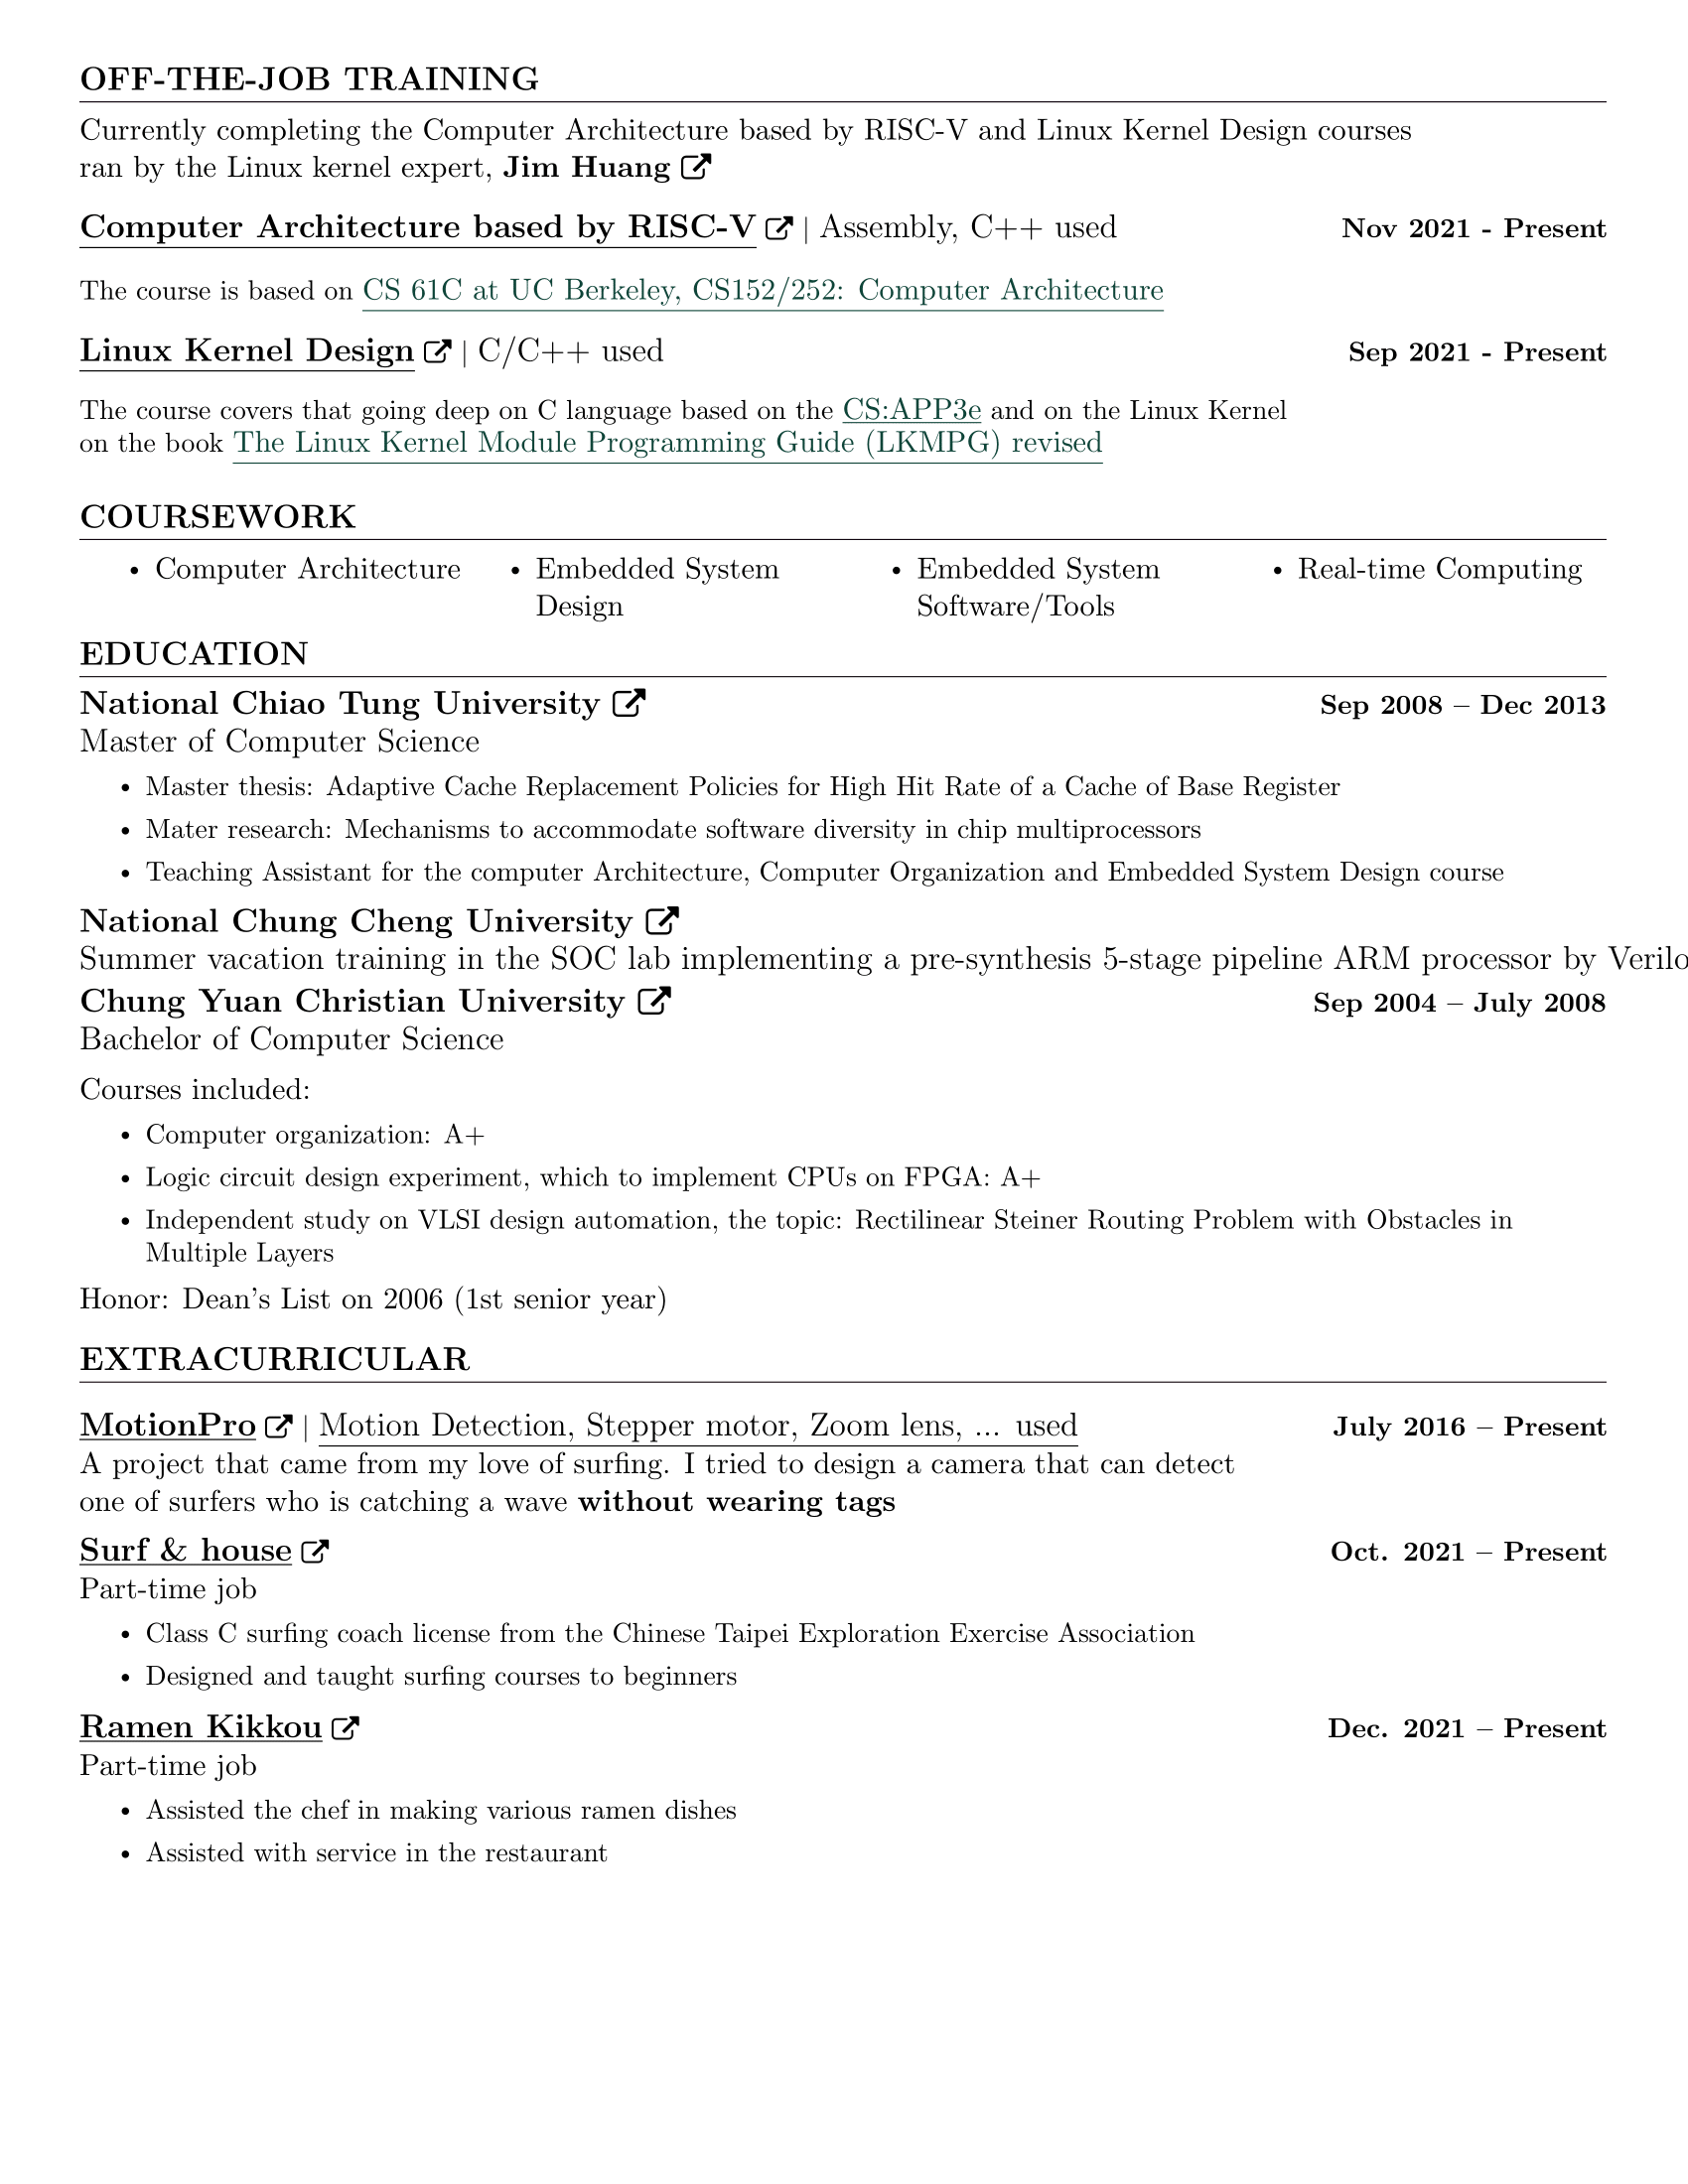 OFF-THE-JOB TRAINING
Currently completing the Computer Architecture based by RISC-V and Linux Kernel Design courses
ran by the Linux kernel expert, Jim Huang
Computer Architecture based by RISC-V | Assembly, C++ used Nov 2021 - Present
The course is based on CS 61C at UC Berkeley, CS152/252: Computer Architecture
Linux Kernel Design | C/C++ used Sep 2021 - Present
The course covers that going deep on C language based on the CS:APP3e and on the Linux Kernel
on the book The Linux Kernel Module Programming Guide (LKMPG) revised
COURSEWORK
• Computer Architecture • Embedded System • Embedded System • Real-time Computing
Design Software/Tools
EDUCATION
National Chiao Tung University Sep 2008 – Dec 2013
Master of Computer Science
• Master thesis: Adaptive Cache Replacement Policies for High Hit Rate of a Cache of Base Register
• Mater research: Mechanisms to accommodate software diversity in chip multiprocessors
• Teaching Assistant for the computer Architecture, Computer Organization and Embedded System Design course
National Chung Cheng University
Summer vacation training in the SOC lab implementing a pre-synthesis 5-stage pipeline ARM processor by Verilo
Chung Yuan Christian University Sep 2004 – July 2008
Bachelor of Computer Science
Courses included:
• Computer organization: A+
• Logic circuit design experiment, which to implement CPUs on FPGA: A+
• Independent study on VLSI design automation, the topic: Rectilinear Steiner Routing Problem with Obstacles in
Multiple Layers
Honor: Dean's List on 2006 (1st senior year)
EXTRACURRICULAR
MotionPro | Motion Detection, Stepper motor, Zoom lens, ... used July 2016 – Present
A project that came from my love of surfing. I tried to design a camera that can detect
one of surfers who is catching a wave without wearing tags
Surf & house Oct. 2021 – Present
Part-time job
• Class C surfing coach license from the Chinese Taipei Exploration Exercise Association
• Designed and taught surfing courses to beginners
Ramen Kikkou Dec. 2021 – Present
Part-time job
• Assisted the chef in making various ramen dishes
• Assisted with service in the restaurant